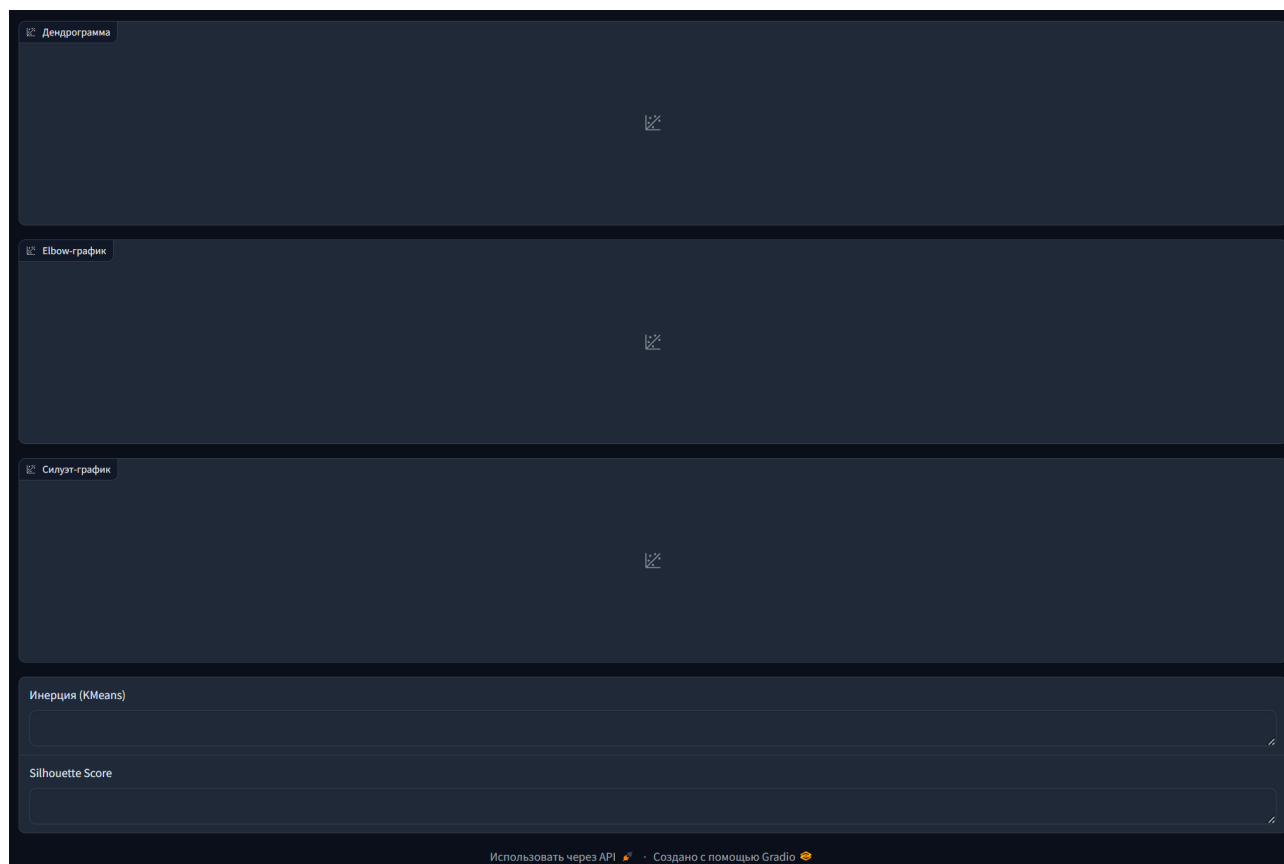 Дендрограмма
Elbow-график
Силуэт-график
Инерция (KMeans)
Silhouette Score
Использовать через API 🚀 · Создано с помощью Gradio